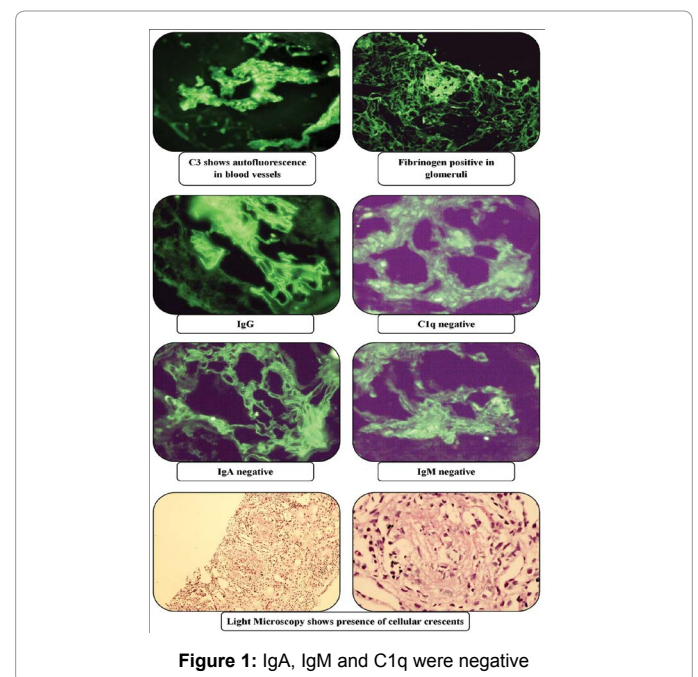 C3 shows autofluorescence
in blood vessels
Fibrinogen positive in
glomeruli
IgG
C1q negative
IgA negative
IgM negative
Light Microscopy shows presence of cellular crescents
Figure 1: IgA, IgM and C1q were negative